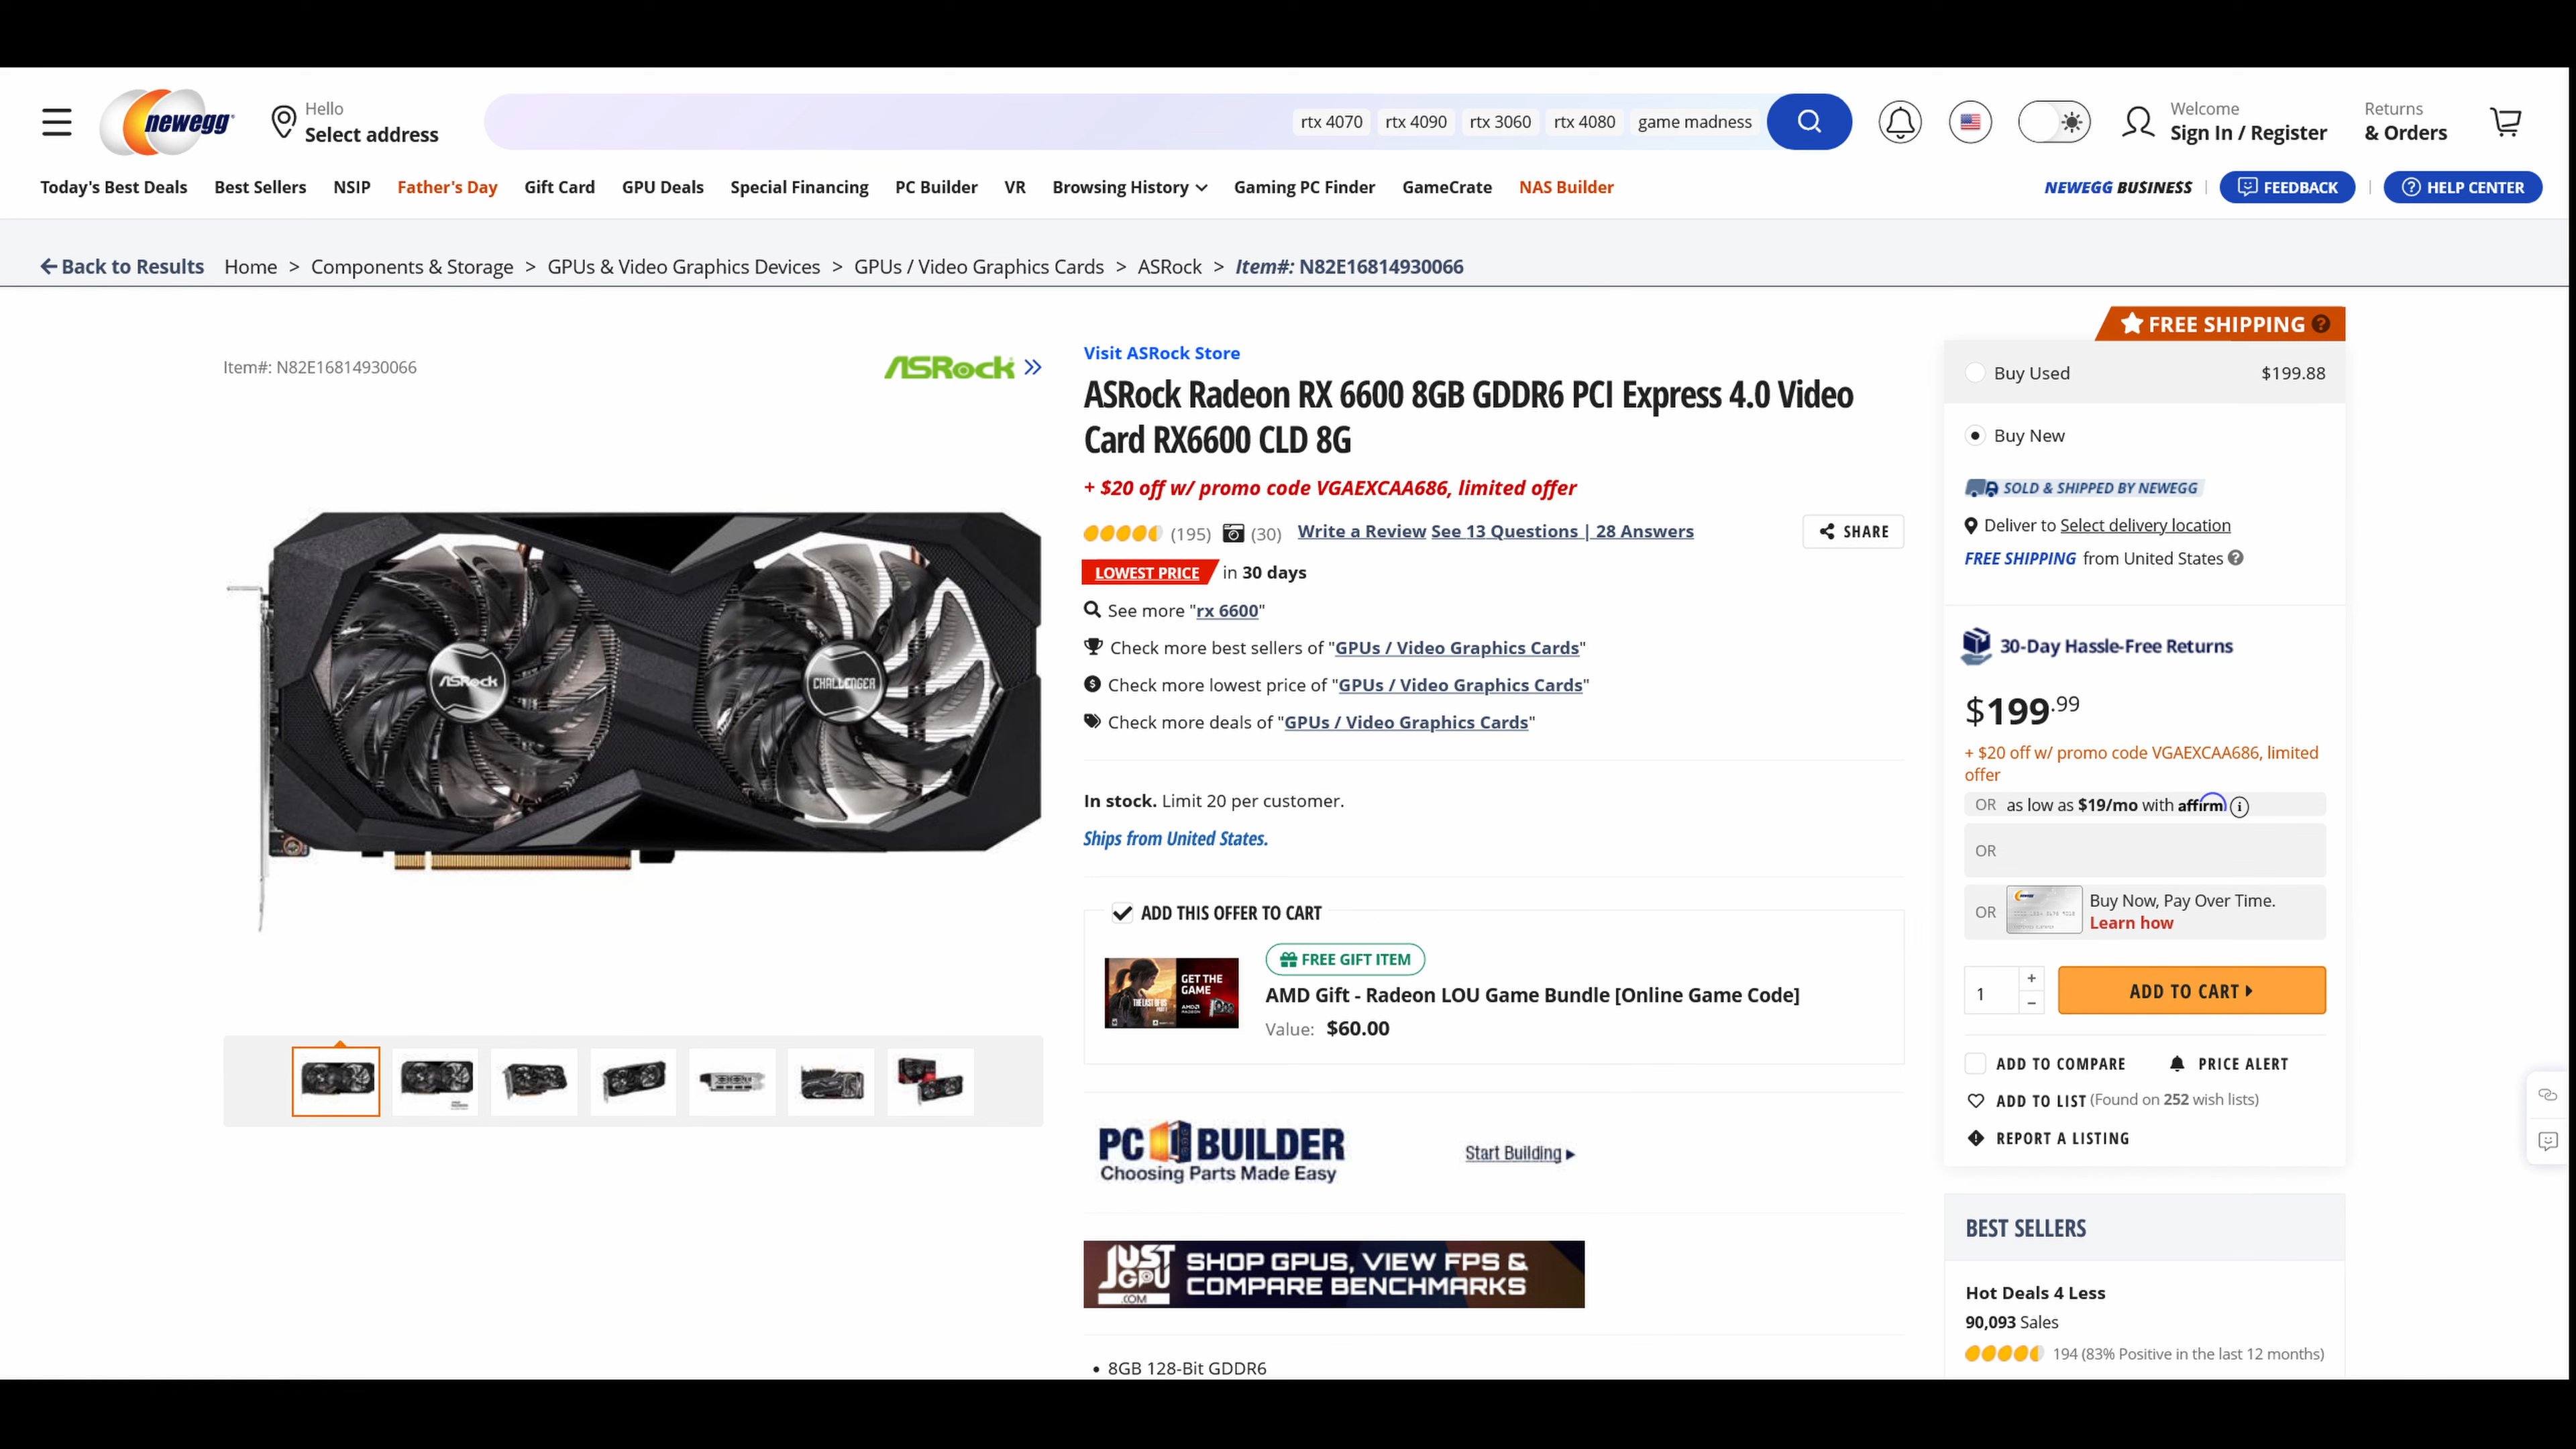 Hello
Select address
newegg
rtx 4070
rtx 4090
rtx 3060
rtx 4080
game madness
Welcome
Sign In / Register
Returns
& Orders
Today's Best Deals
Best Sellers
NSIP
Father's Day
Gift Card
GPU Deals
Special Financing
PC Builder
VR
Browsing History
Gaming PC Finder
GameCrate
NAS Builder
NEWEGG BUSINESS
FEEDBACK
HELP CENTER
Back to Results
Home > Components & Storage > GPUs & Video Graphics Devices > GPUs / Video Graphics Cards > ASRock > Item#: N82E16814930066
Item#: N82E16814930066
ASRock
ASRock
CHALLENGER
Visit ASRock Store
ASRock Radeon RX 6600 8GB GDDR6 PCI Express 4.0 Video
Card RX6600 CLD 8G
+ $20 off w/ promo code VGAEXCAA686, limited offer
(195)
(30)
Write a Review See 13 Questions | 28 Answers
SHARE
LOWEST PRICE in 30 days
See more "rx 6600"
Check more best sellers of "GPUs / Video Graphics Cards"
Check more lowest price of "GPUs / Video Graphics Cards"
Check more deals of "GPUs / Video Graphics Cards"
In stock. Limit 20 per customer.
Ships from United States.
ADD THIS OFFER TO CART
GET THE
GAME
THE LAST OF US
AMD
RADEON
FREE GIFT ITEM
AMD Gift - Radeon LOU Game Bundle [Online Game Code]
Value: $60.00
PC BUILDER
Choosing Parts Made Easy
Start Building
JUST
GPU
.COM
SHOP GPUS, VIEW FPS &
COMPARE BENCHMARKS
• 8GB 128-Bit GDDR6
FREE SHIPPING
Buy Used
$199.88
Buy New
SOLD & SHIPPED BY NEWEGG
Deliver to Select delivery location
FREE SHIPPING from United States
30-Day Hassle-Free Returns
$199.99
+ $20 off w/ promo code VGAEXCAA686, limited
offer
OR as low as $19/mo with affirm
OR
OR
Buy Now, Pay Over Time.
Learn how
1
ADD TO CART
ADD TO COMPARE
PRICE ALERT
ADD TO LIST (Found on 252 wish lists)
REPORT A LISTING
BEST SELLERS
Hot Deals 4 Less
90,093 Sales
194 (83% Positive in the last 12 months)